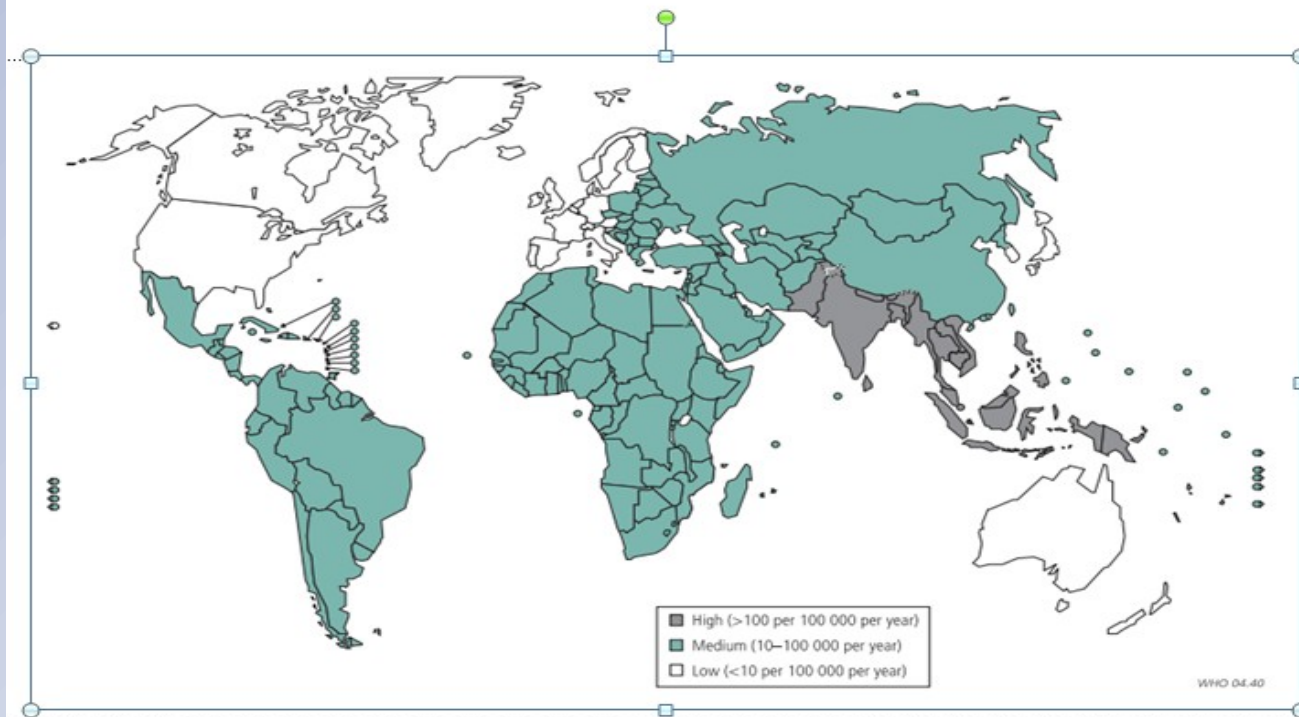 High (>100 per 100 000 per year)
Medium (10–100 000 per year)
Low (<10 per 100 000 per year)
WHO 04.40